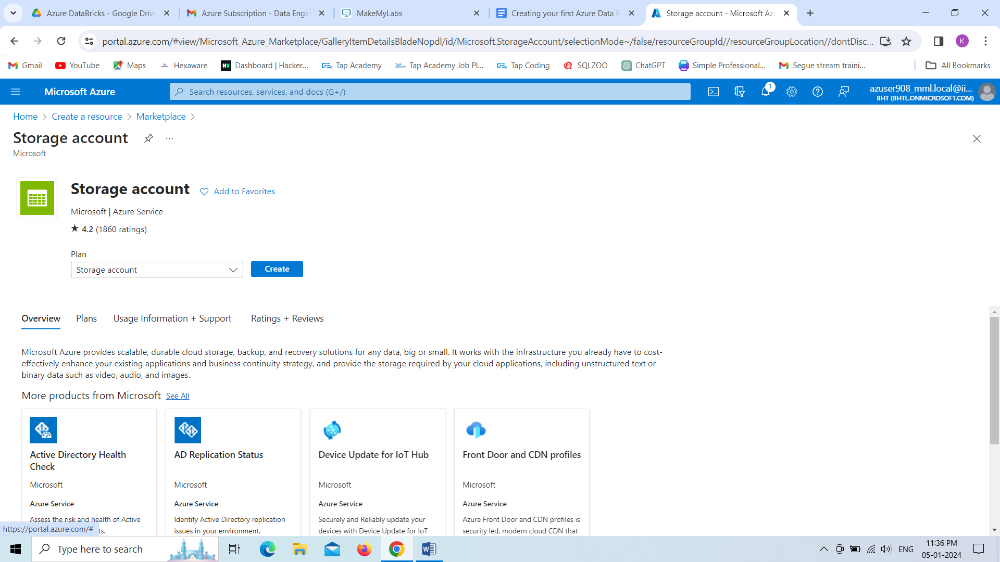 Azure DataBricks - Google Drive
Azure Subscription - Data Engin
MakeMyLabs
Creating your first Azure Data F
Storage account - Microsoft Az
portal.azure.com/#view/Microsoft_Azure_Marketplace/GalleryItemDetailsBladeNopdl/id/Microsoft.StorageAccount/selectionMode~/false/resourceGroupId//resourceGroupLocation//dontDisc...
K
Gmail
YouTube
Maps
Hexaware
Dashboard | Hacker...
Tap Academy
Tap Academy Job Pl...
Tap Coding
SQLZOO
ChatGPT
Simple Professional...
Segue stream traini...
All Bookmarks
Microsoft Azure
Search resources, services, and docs (G+/)
1
azuser908_mml.local@ii...
IIHT (IIHTL.ONMICROSOFT.COM)
Home > Create a resource > Marketplace >
Storage account
Microsoft
Storage account
Add to Favorites
Microsoft | Azure Service
★ 4.2 (1860 ratings)
Plan
Storage account
Create
Overview
Plans
Usage Information + Support
Ratings + Reviews
Microsoft Azure provides scalable, durable cloud storage, backup, and recovery solutions for any data, big or small. It works with the infrastructure you already have to cost-
effectively enhance your existing applications and business continuity strategy, and provide the storage required by your cloud applications, including unstructured text or
binary data such as video, audio, and images.
More products from Microsoft See All
Active Directory Health
Check
Microsoft
Azure Service
Assess the risk and health of Active
ts.
AD Replication Status
Microsoft
Azure Service
Identify Active Directory replication
issues in your environment.
Device Update for IoT Hub
Microsoft
Azure Service
Securely and Reliably update your
devices with Device Update for IoT
Front Door and CDN profiles
Microsoft
Azure Service
Azure Front Door and CDN profiles is
security led, modern cloud CDN that
https://portal.azure.com/#
Type here to search
ENG
11:36 PM
05-01-2024